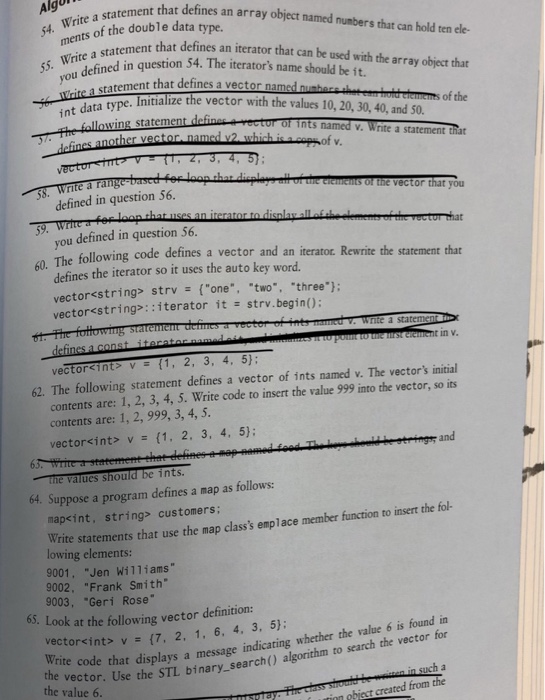 54. Write a statement that defines an array object named numbers that can hold ten ele-
ments of the double data type.
55. Write a statement that defines an iterator that can be used with the array object that
you defined in question 54. The iterator's name should be it.
56. Write a statement that defines a vector named numbers that can hold elements of the
int data type. Initialize the vector with the values 10, 20, 30, 40, and 50.
57. The following statement defines a vector of ints named v. Write a statement that
defines another vector, named v2, which is a copy of v.
vector<int> v = {1, 2, 3, 4, 5};
58. Write a range-based for loop that displays all of the elements of the vector that you
defined in question 56.
59. Write a for loop that uses an iterator to display all of the elements of the vector that
you defined in question 56.
60. The following code defines a vector and an iterator. Rewrite the statement that
defines the iterator so it uses the auto key word.
vector<string> strv = {"one", "two", "three"};
vector<string>::iterator it = strv.begin();
61. The following statement defines a vector of ints named v. Write a statement
defines a const iterator named to point to the first element in v.
vector<int> v = {1, 2, 3, 4, 5};
62. The following statement defines a vector of ints named v. The vector's initial
contents are: 1, 2, 3, 4, 5. Write code to insert the value 999 into the vector, so its
contents are: 1, 2, 999, 3, 4, 5.
vector<int> v = {1, 2, 3, 4, 5};
63. Write a statement that defines a map named food. The keys should be strings, and
the values should be ints.
64. Suppose a program defines a map as follows:
map<int, string> customers;
Write statements that use the map class's emplace member function to insert the fol-
lowing elements:
9001, "Jen Williams"
9002, "Frank Smith"
9003, "Geri Rose"
65. Look at the following vector definition:
vector<int> v = {7, 2, 1, 6, 4, 3, 5};
Write code that displays a message indicating whether the value 6 is found in
the vector. Use the STL binary_search() algorithm to search the vector for
the value 6.
The class should be written in such a
object created from the